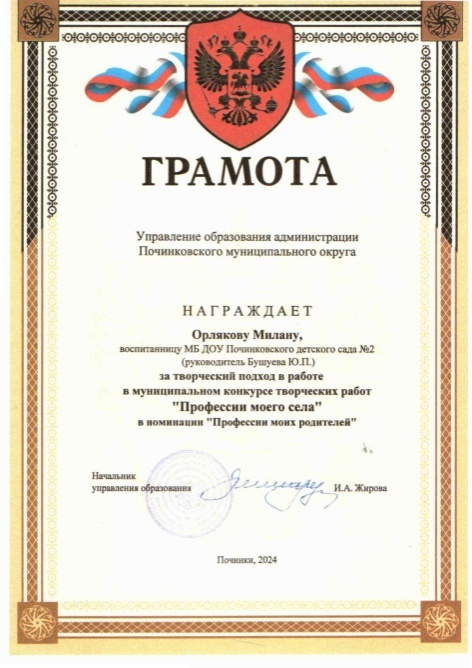 ГРАМОТА
Управление образования администрации
Починковского муниципального округа
НАГРАЖДАЕТ
Орлякову Милану,
воспитанницу МБ ДОУ Починковского детского сада №2
(руководитель Бушуева Ю.П.)
за творческий подход в работе
в муниципальном конкурсе творческих работ
"Профессии моего села"
в номинации "Профессии моих родителей"
Начальник
управления образования И.А. Жирова
Починки, 2024